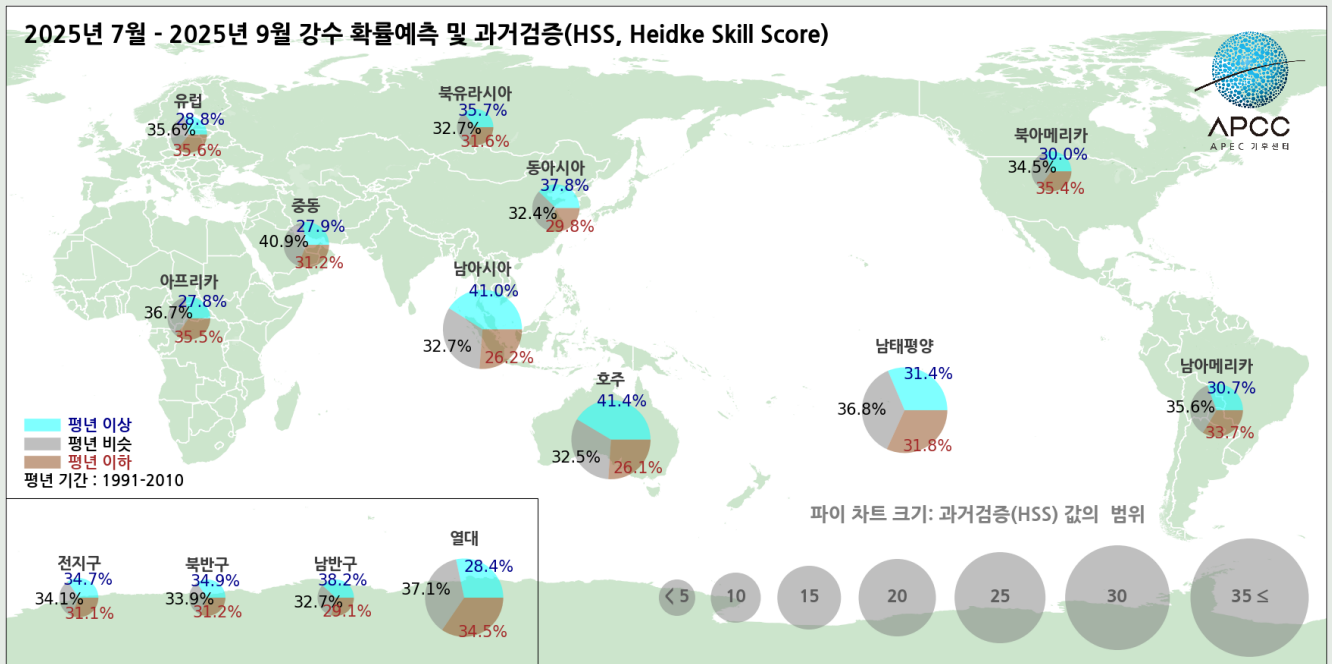 2025년 7월 - 2025년 9월 강수 확률예측 및 과거검증(HSS, Heidke Skill Score)
APCC
APEC 기후센터
유럽
28.8%
35.6%
35.6%
북유라시아
35.7%
32.7%
31.6%
북아메리카
30.0%
34.5%
35.4%
동아시아
37.8%
32.4%
29.8%
중동
27.9%
40.9%
31.2%
아프리카
27.8%
36.7%
35.5%
남아시아
41.0%
32.7%
26.2%
호주
41.4%
32.5%
26.1%
남태평양
31.4%
36.8%
31.8%
남아메리카
30.7%
35.6%
33.7%
평년 이상
평년 비슷
평년 이하
평년 기간 : 1991-2010
전지구
34.7%
34.1%
31.1%
북반구
34.9%
33.9%
31.2%
남반구
38.2%
32.7%
29.1%
열대
28.4%
37.1%
34.5%
파이 차트 크기: 과거검증(HSS) 값의 범위
< 5
10
15
20
25
30
35 ≤